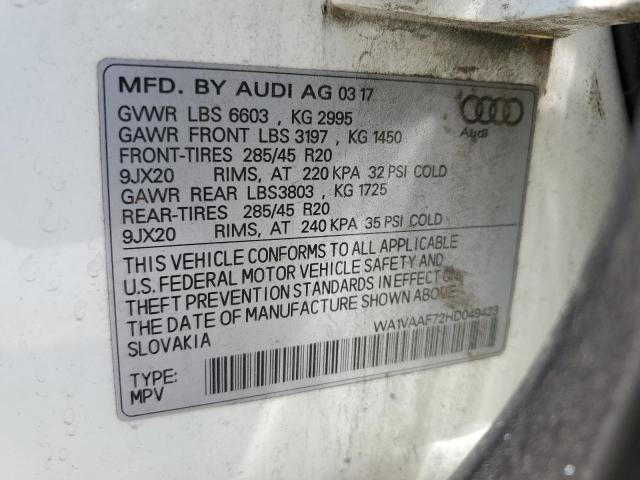 MFD. BY AUDI AG 03 17
GVWR LBS 6603 , KG 2995
GAWR FRONT LBS 3197 , KG 1450
FRONT-TIRES 285/45 R20
9JX20 RIMS, AT 220 KPA 32 PSI COLD
GAWR REAR LBS3803 , KG 1725
REAR-TIRES 285/45 R20
9JX20 RIMS, AT 240 KPA 35 PSI COLD
Audi
THIS VEHICLE CONFORMS TO ALL APPLICABLE
U.S. FEDERAL MOTOR VEHICLE SAFETY AND
THEFT PREVENTION STANDARDS IN EFFECT ON
THE DATE OF MANUFACTURE SHOWN ABOVE
SLOVAKIA
WA1VAAF72HD049423
TYPE:
MPV